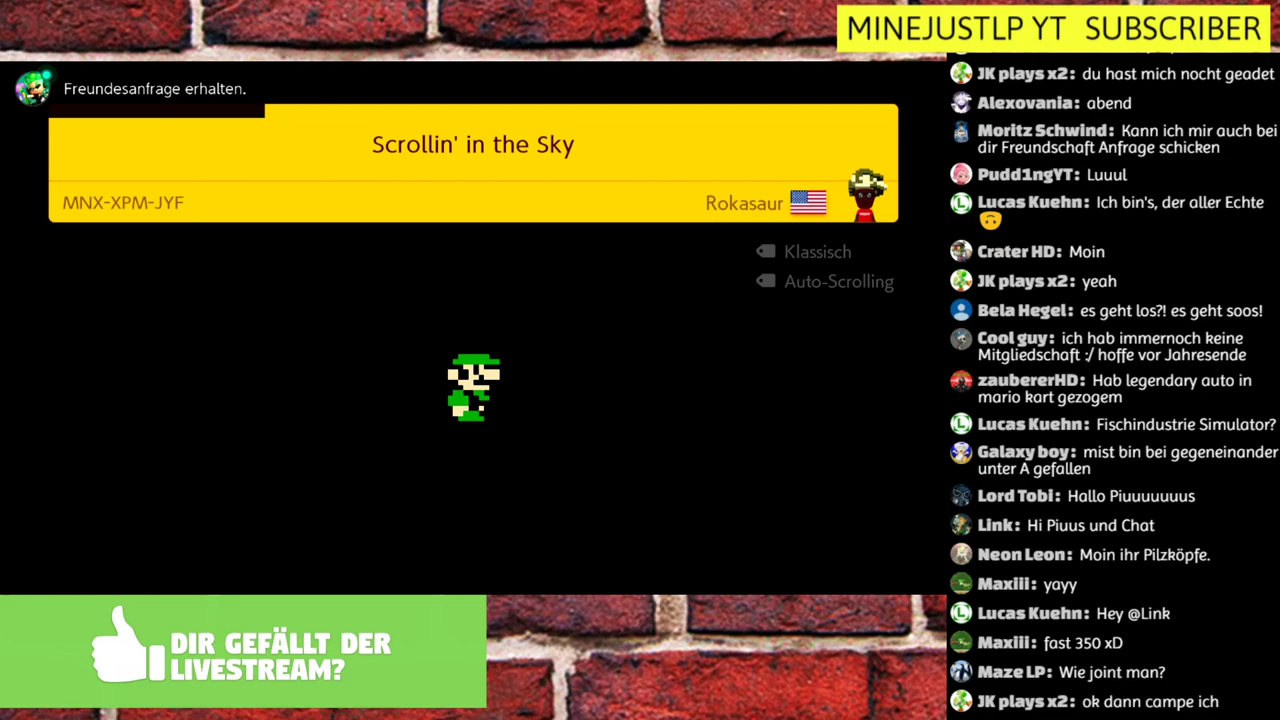 MINEJUSTLP YT SUBSCRIBER
Freundesanfrage erhalten.
Scrollin' in the Sky
MNX-XPM-JYF
Rokasaur
Klassisch
Auto-Scrolling
DIR GEFÄLLT DER
LIVESTREAM?
JK plays x2: du hast mich nocht geadet
Alexovania: abend
Moritz Schwind: Kann ich mir auch bei
dir Freundschaft Anfrage schicken
Pudd1ngYT: Luuul
Lucas Kuehn: Ich bin's, der aller Echte
🙃
Crater HD: Moin
JK plays x2: yeah
Bela Hegel: es geht los?! es geht soos!
Cool guy: ich hab immernoch keine
Mitgliedschaft :/ hoffe vor Jahresende
zaubererHD: Hab legendary auto in
mario kart gezogem
Lucas Kuehn: Fischindustrie Simulator?
Galaxy boy: mist bin bei gegeneinander
unter A gefallen
Lord Tobi: Hallo Piuuuuuuus
Link: Hi Piuus und Chat
Neon Leon: Moin ihr Pilzköpfe.
Maxiii: yayy
Lucas Kuehn: Hey @Link
Maxiii: fast 350 xD
Maze LP: Wie joint man?
JK plays x2: ok dann campe ich